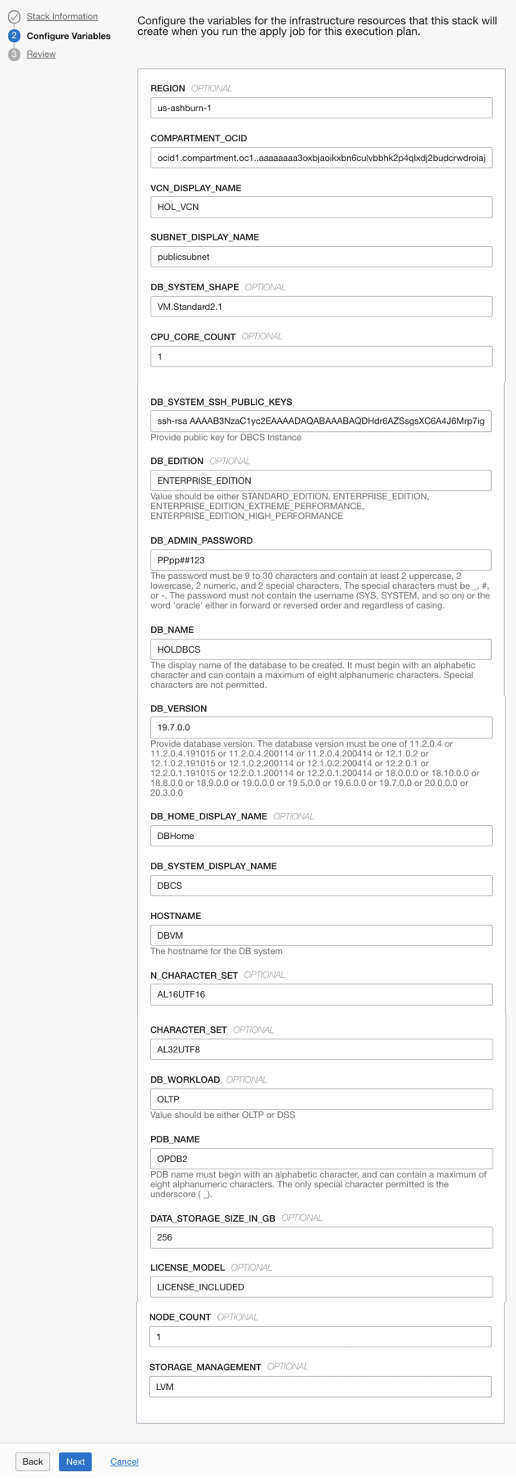 Stack Information
2 Configure Variables
3 Review
Configure the variables for the infrastructure resources that this stack will
create when you run the apply job for this execution plan.
REGION OPTIONAL
us-ashburn-1
COMPARTMENT_OCID
ocid1.compartment.oc1..aaaaaaaa3oxbjaoikxbn6culvbbhk2p4qlxdj2budcrwdroiaj
VCN_DISPLAY_NAME
HOL_VCN
SUBNET_DISPLAY_NAME
publicsubnet
DB_SYSTEM_SHAPE OPTIONAL
VM.Standard2.1
CPU_CORE_COUNT OPTIONAL
1
DB_SYSTEM_SSH_PUBLIC_KEYS
ssh-rsa AAAAB3NzaC1yc2EAAAADAQABAAABAQDHdr6AZSsgsXC6A4J6Mrp7ig
Provide public key for DBCS Instance
DB_EDITION OPTIONAL
ENTERPRISE_EDITION
Value should be either STANDARD_EDITION, ENTERPRISE_EDITION,
ENTERPRISE_EDITION_EXTREME_PERFORMANCE,
ENTERPRISE_EDITION_HIGH_PERFORMANCE
DB_ADMIN_PASSWORD
PPpp##123
The password must be 9 to 30 characters and contain at least 2 uppercase, 2
lowercase, 2 numeric, and 2 special characters. The special characters must be _, #,
or -. The password must not contain the username (SYS, SYSTEM, and so on) or the
word 'oracle' either in forward or reversed order and regardless of casing.
DB_NAME
HOLDBCS
The display name of the database to be created. It must begin with an alphabetic
character and can contain a maximum of eight alphanumeric characters. Special
characters are not permitted.
DB_VERSION
19.7.0.0
Provide database version. The database version must be one of 11.2.0.4 or
11.2.0.4.191015 or 11.2.0.4.200114 or 11.2.0.4.200414 or 12.1.0.2 or
12.1.0.2.191015 or 12.1.0.2.200114 or 12.1.0.2.200414 or 12.2.0.1 or
12.2.0.1.191015 or 12.2.0.1.200114 or 12.2.0.1.200414 or 18.0.0.0 or 18.10.0.0 or
18.8.0.0 or 18.9.0.0 or 19.0.0.0 or 19.5.0.0 or 19.6.0.0 or 19.7.0.0 or 20.0.0.0 or
20.3.0.0
DB_HOME_DISPLAY_NAME OPTIONAL
DBHome
DB_SYSTEM_DISPLAY_NAME
DBCS
HOSTNAME
DBVM
The hostname for the DB system
N_CHARACTER_SET OPTIONAL
AL16UTF16
CHARACTER_SET OPTIONAL
AL32UTF8
DB_WORKLOAD OPTIONAL
OLTP
Value should be either OLTP or DSS
PDB_NAME
OPDB2
PDB name must begin with an alphabetic character, and can contain a maximum of
eight alphanumeric characters. The only special character permitted is the
underscore ( _).
DATA_STORAGE_SIZE_IN_GB OPTIONAL
256
LICENSE_MODEL OPTIONAL
LICENSE_INCLUDED
NODE_COUNT OPTIONAL
1
STORAGE_MANAGEMENT OPTIONAL
LVM
Back Next Cancel